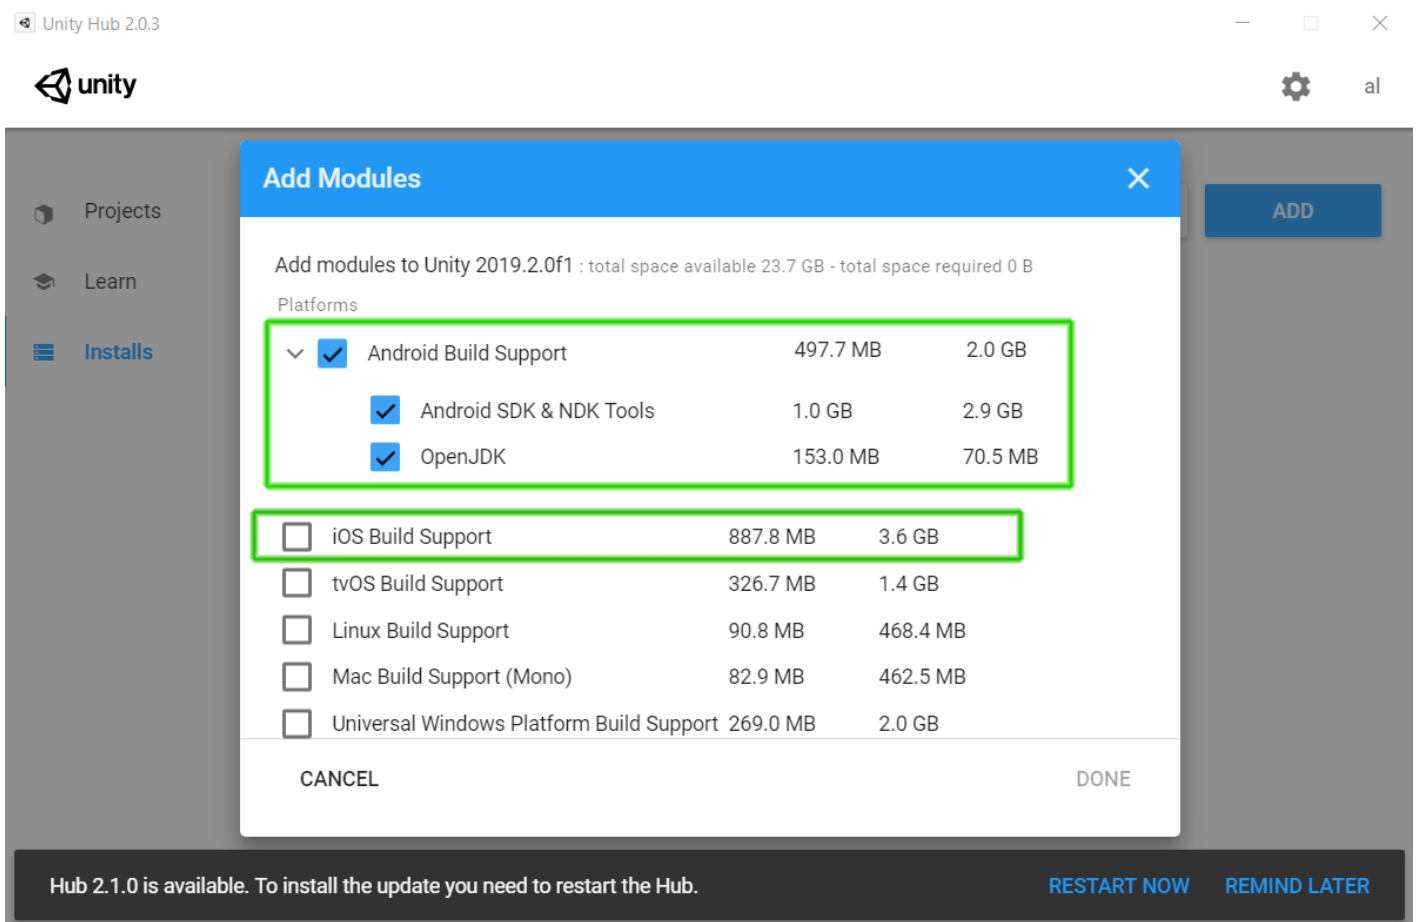 Unity Hub 2.0.3
unity
al
Add Modules
Projects
ADD
Learn
Installs
Add modules to Unity 2019.2.0f1 : total space available 23.7 GB - total space required 0 B
Platforms
Android Build Support 497.7 MB 2.0 GB
Android SDK & NDK Tools 1.0 GB 2.9 GB
OpenJDK 153.0 MB 70.5 MB
iOS Build Support 887.8 MB 3.6 GB
tvOS Build Support 326.7 MB 1.4 GB
Linux Build Support 90.8 MB 468.4 MB
Mac Build Support (Mono) 82.9 MB 462.5 MB
Universal Windows Platform Build Support 269.0 MB 2.0 GB
CANCEL DONE
Hub 2.1.0 is available. To install the update you need to restart the Hub. RESTART NOW REMIND LATER